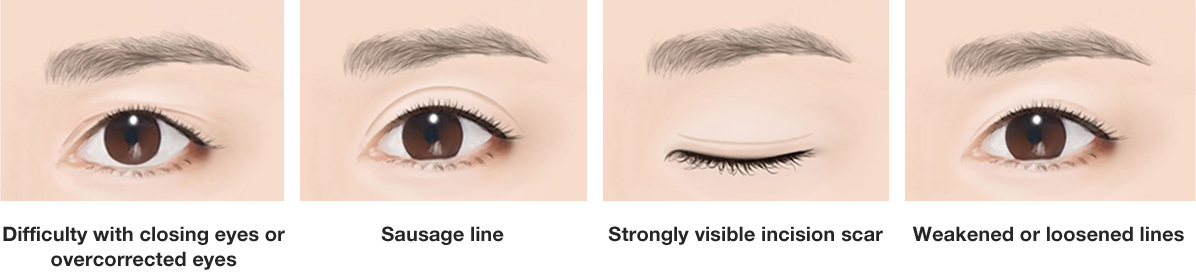 Difficulty with closing eyes or
overcorrected eyes
Sausage line
Strongly visible incision scar
Weakened or loosened lines